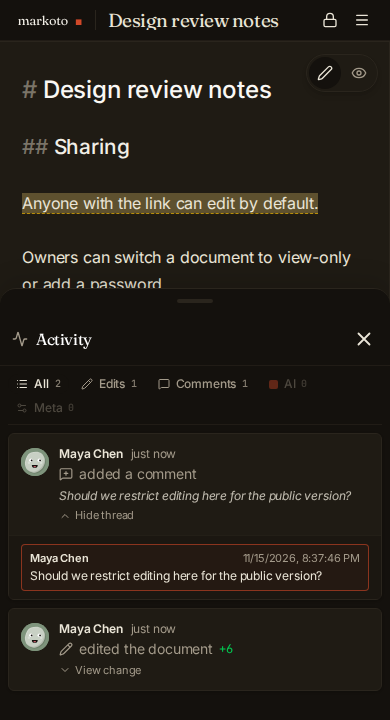 markoto
Design review notes
# Design review notes
## Sharing
Anyone with the link can edit by default.
Owners can switch a document to view-only
or add a password
Activity
All 2 Edits 1 Comments 1 AI 0
Meta 0
Maya Chen just now
added a comment
Should we restrict editing here for the public version?
Hide thread
Maya Chen 11/15/2026, 8:37:46 PM
Should we restrict editing here for the public version?
Maya Chen just now
edited the document +6
View change